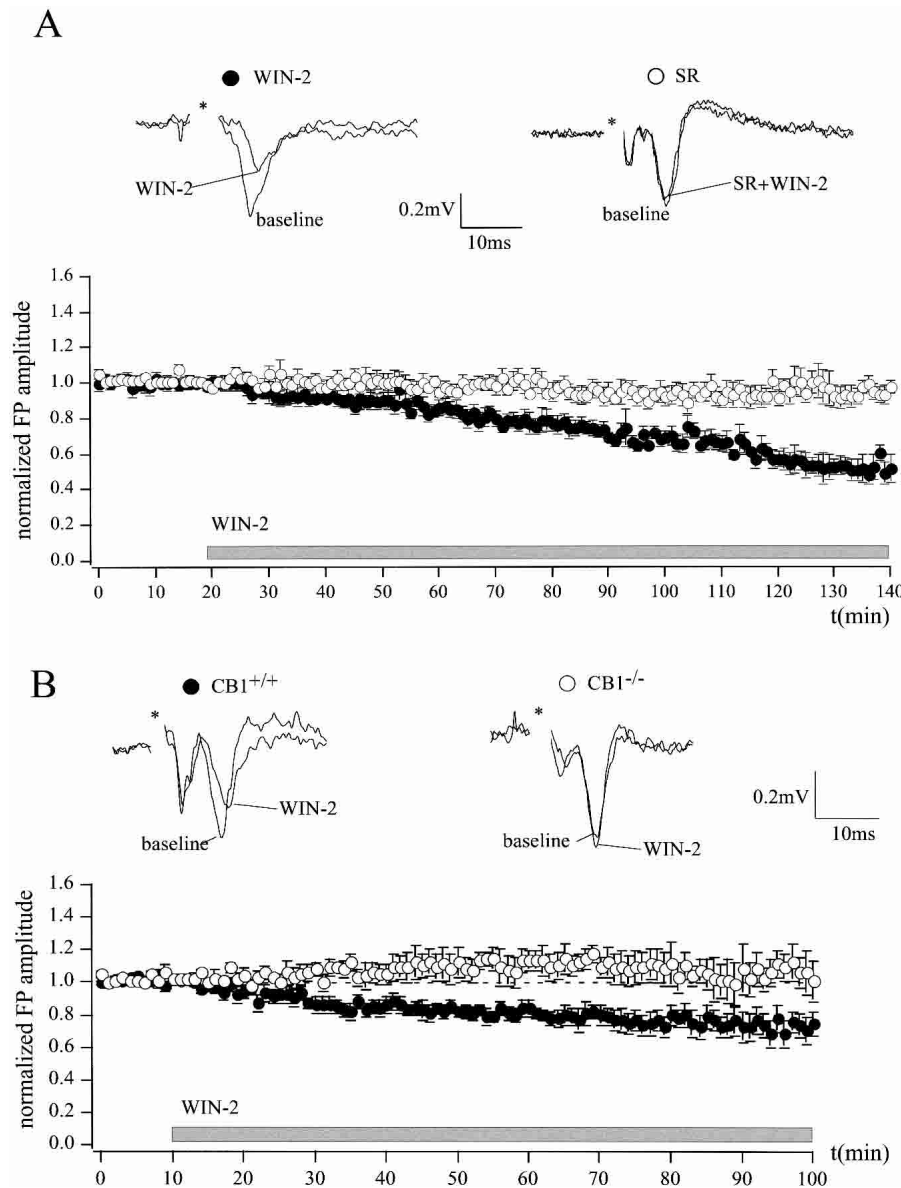 A
● WIN-2
○ SR
*
*
WIN-2
baseline
SR+WIN-2
baseline
0.2mV
10ms
normalized FP amplitude
1.6
1.4
1.2
1.0
0.8
0.6
0.4
0.2
0.0
WIN-2
0 10 20 30 40 50 60 70 80 90 100 110 120 130 140
t(min)
B
● CB1+/+
○ CB1-/-
*
*
WIN-2
baseline
baseline
WIN-2
0.2mV
10ms
normalized FP amplitude
1.6
1.4
1.2
1.0
0.8
0.6
0.4
0.2
0.0
WIN-2
t(min)
0 10 20 30 40 50 60 70 80 90 100